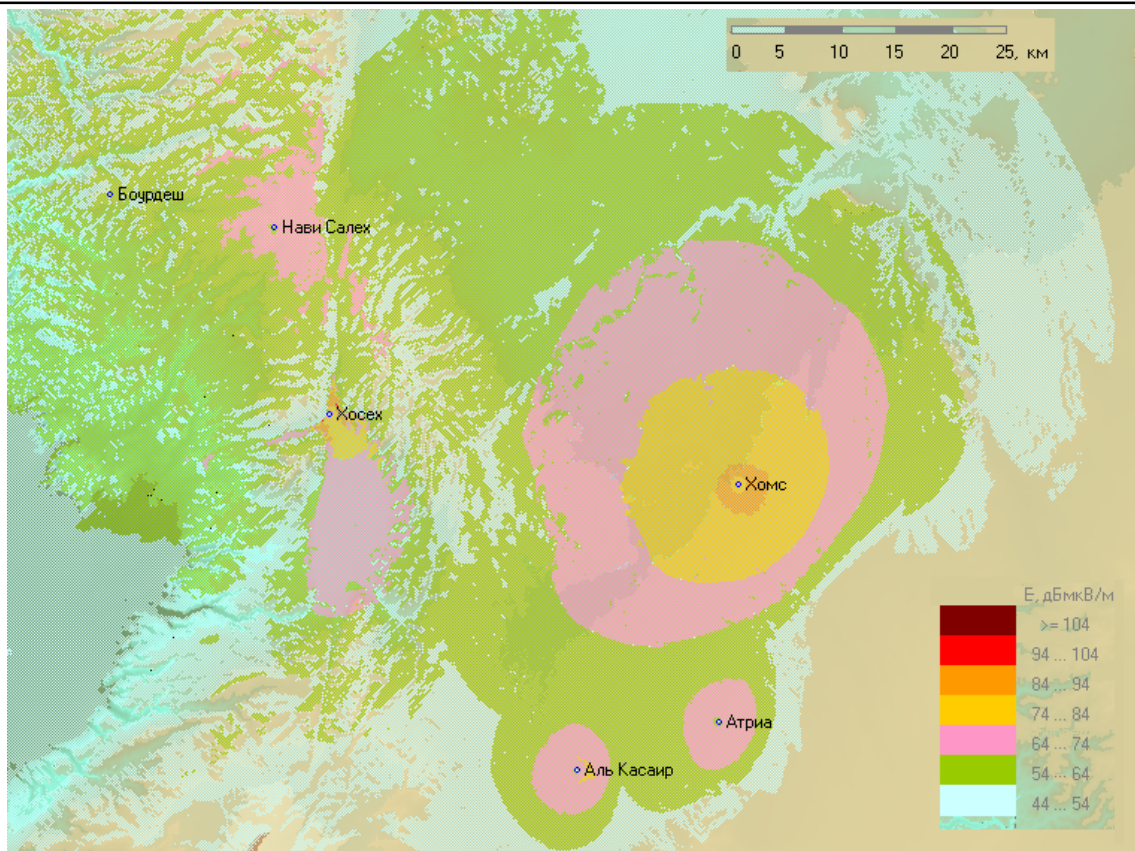 0 5 10 15 20 25, км
Боурдеш
Нави Салех
Хосех
Хомс
Атриа
Аль Касаир
E, дБмкВ/м
>= 104
94 ... 104
84 ... 94
74 ... 84
64 ... 74
54 ... 64
44 ... 54